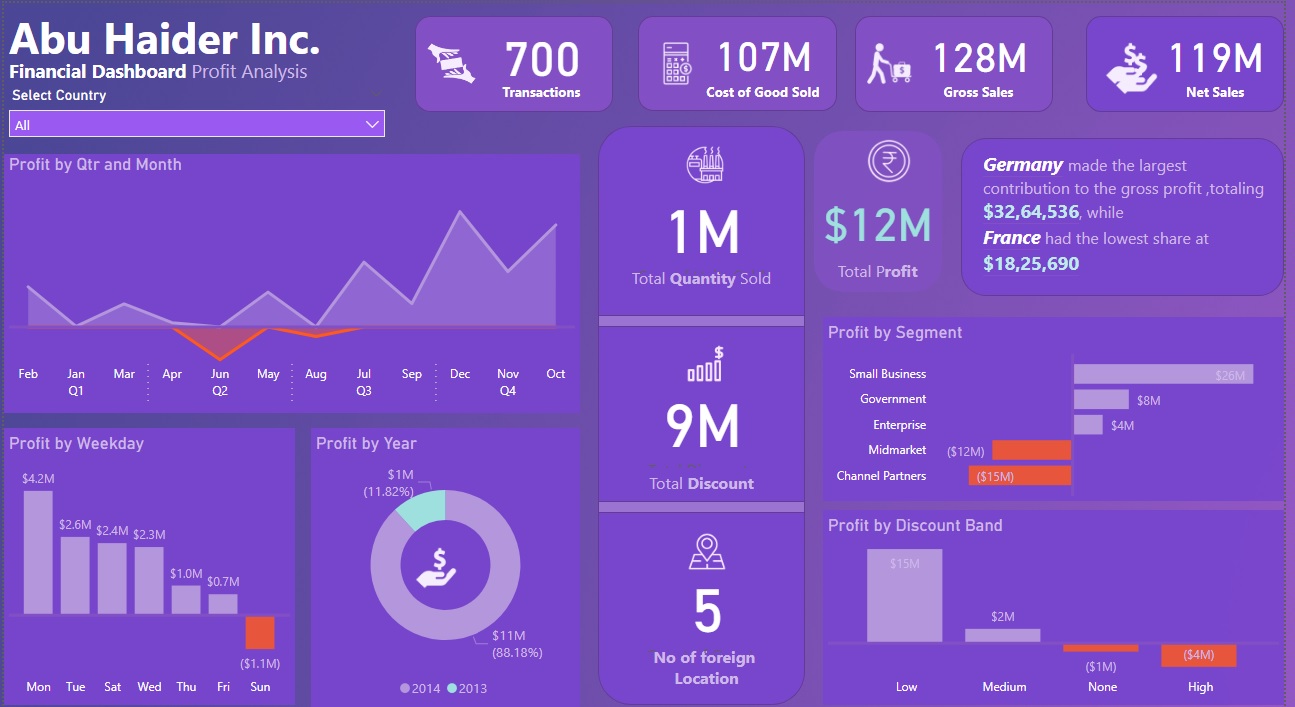 Abu Haider Inc.
Financial Dashboard Profit Analysis
Select Country
All
700
Transactions
107M
Cost of Good Sold
128M
Gross Sales
119M
Net Sales
Profit by Qtr and Month
Feb Jan Mar Apr Jun May Aug Jul Sep Dec Nov Oct
Q1 Q2 Q3 Q4
1M
Total Quantity Sold
9M
Total Discount
5
No of foreign
Location
₹
$12M
Total Profit
Germany made the largest
contribution to the gross profit ,totaling
$32,64,536, while
France had the lowest share at
$18,25,690
Profit by Segment
Small Business $26M
Government $8M
Enterprise $4M
Midmarket ($12M)
Channel Partners ($15M)
Profit by Weekday
$4.2M
$2.6M
$2.4M
$2.3M
$1.0M
$0.7M
($1.1M)
Mon Tue Sat Wed Thu Fri Sun
Profit by Year
$1M
(11.82%)
$
$11M
(88.18%)
2014 2013
Profit by Discount Band
$15M
$2M
($1M)
($4M)
Low Medium None High